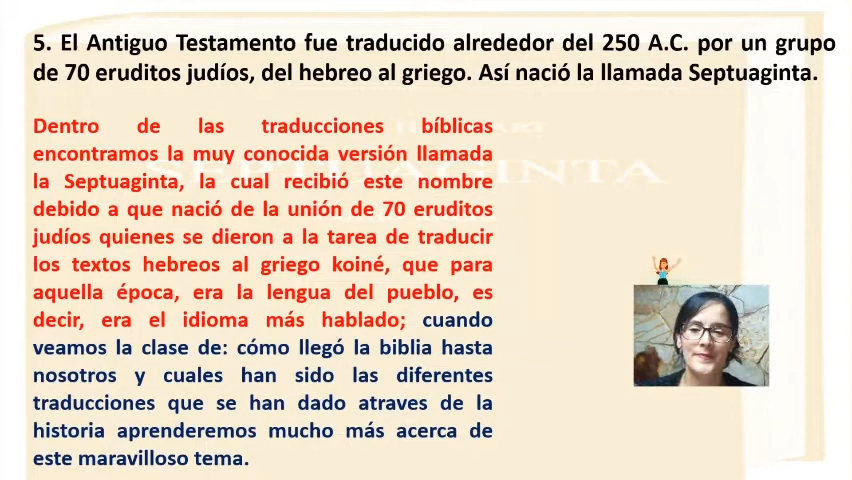 5. El Antiguo Testamento fue traducido alrededor del 250 A.C. por un grupo
de 70 eruditos judíos, del hebreo al griego. Así nació la llamada Septuaginta.
Dentro de las traducciones bíblicas
encontramos la muy conocida versión llamada
la Septuaginta, la cual recibió este nombre
debido a que nació de la unión de 70 eruditos
judíos quienes se dieron a la tarea de traducir
los textos hebreos al griego koiné, que para
aquella época, era la lengua del pueblo, es
decir, era el idioma más hablado; cuando
veamos la clase de: cómo llegó la biblia hasta
nosotros y cuales han sido las diferentes
traducciones que se han dado atraves de la
historia aprenderemos mucho más acerca de
este maravilloso tema.
SEPTUAGINTA